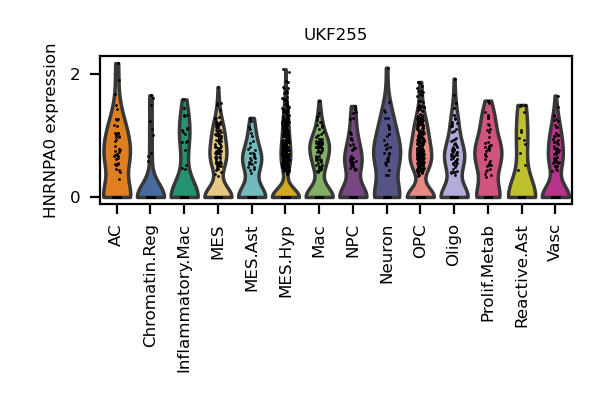 UKF255
HNRNPA0 expression
2
0
AC
Chromatin.Reg
Inflammatory.Mac
MES
MES.Ast
MES.Hyp
Mac
NPC
Neuron
OPC
Oligo
Prolif.Metab
Reactive.Ast
Vasc